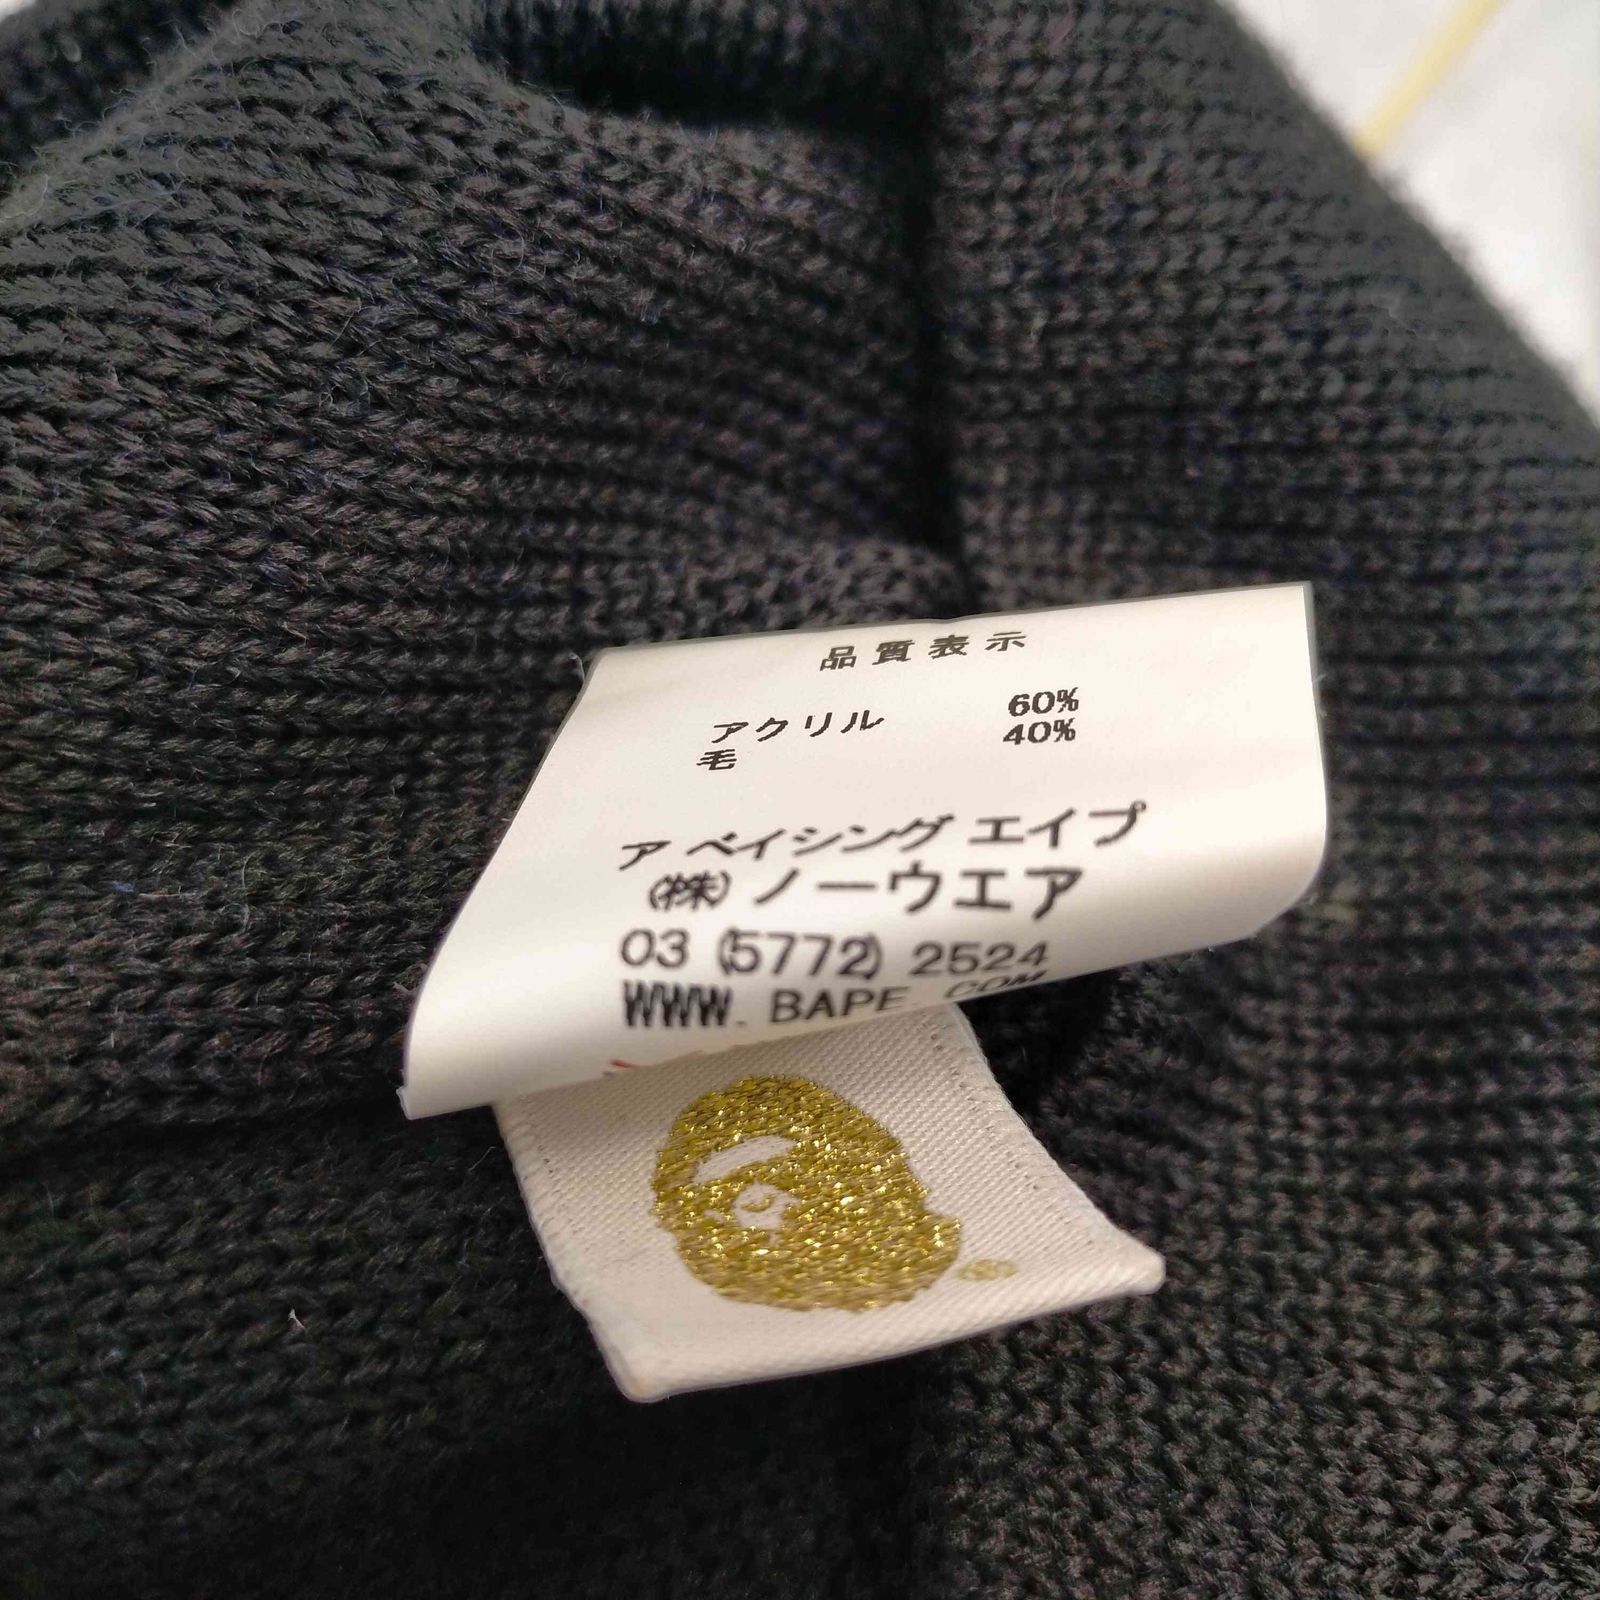 品質表示
アクリル 60%
毛 40%
ア ベイシング エイプ
(株)ノーウエア
03 (5772) 2524
WWW. BAPE. COM